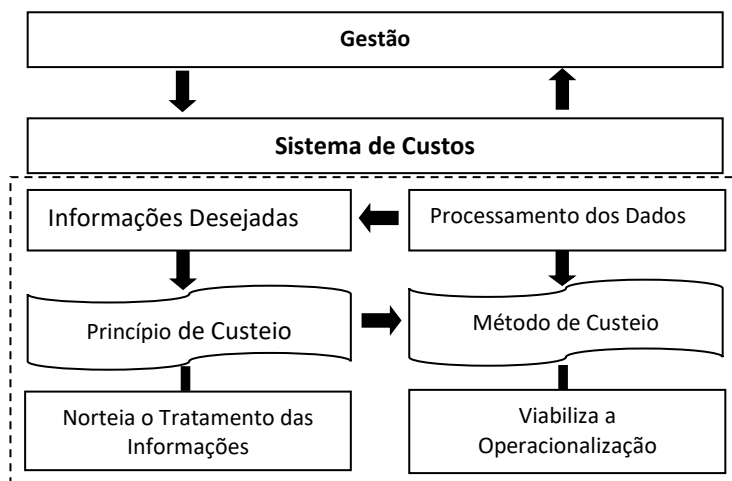 Gestão
Sistema de Custos
Informações Desejadas
Processamento dos Dados
Princípio de Custeio
Método de Custeio
Norteia o Tratamento das
Informações
Viabiliza a
Operacionalização